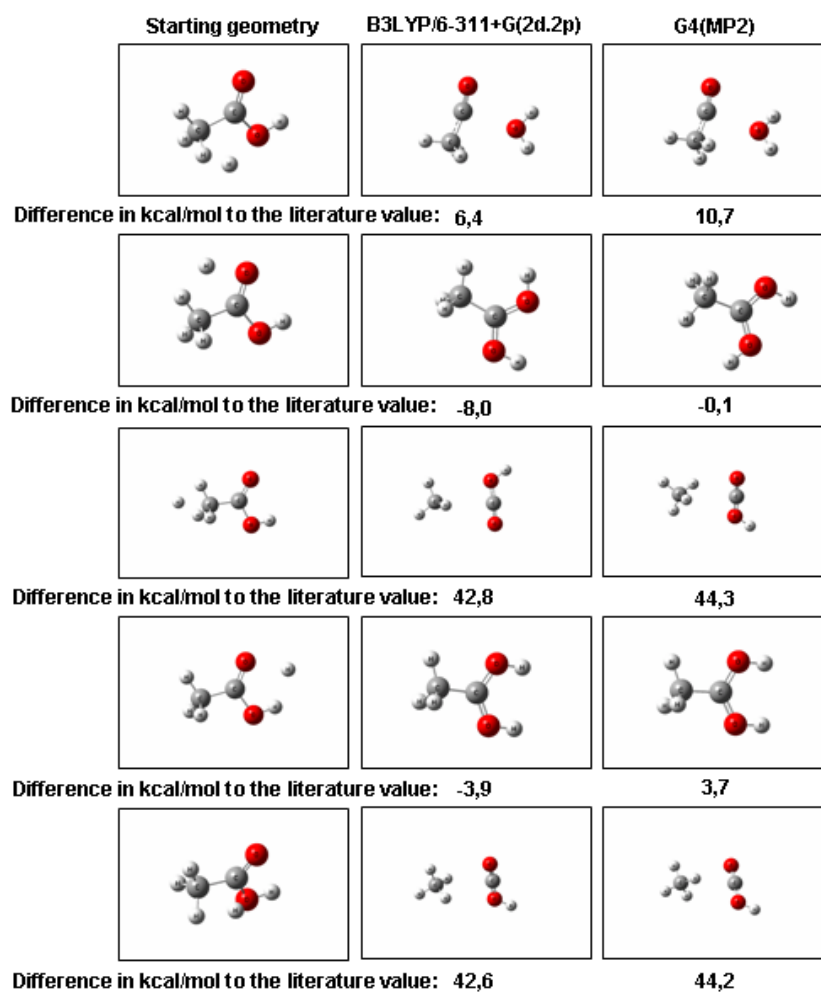 Starting geometry B3LYP/6-311+G(2d.2p) G4(MP2)
Difference in kcal/mol to the literature value: 6,4 10,7
Difference in kcal/mol to the literature value: -8,0 -0,1
Difference in kcal/mol to the literature value: 42,8 44,3
Difference in kcal/mol to the literature value: -3,9 3,7
Difference in kcal/mol to the literature value: 42,6 44,2